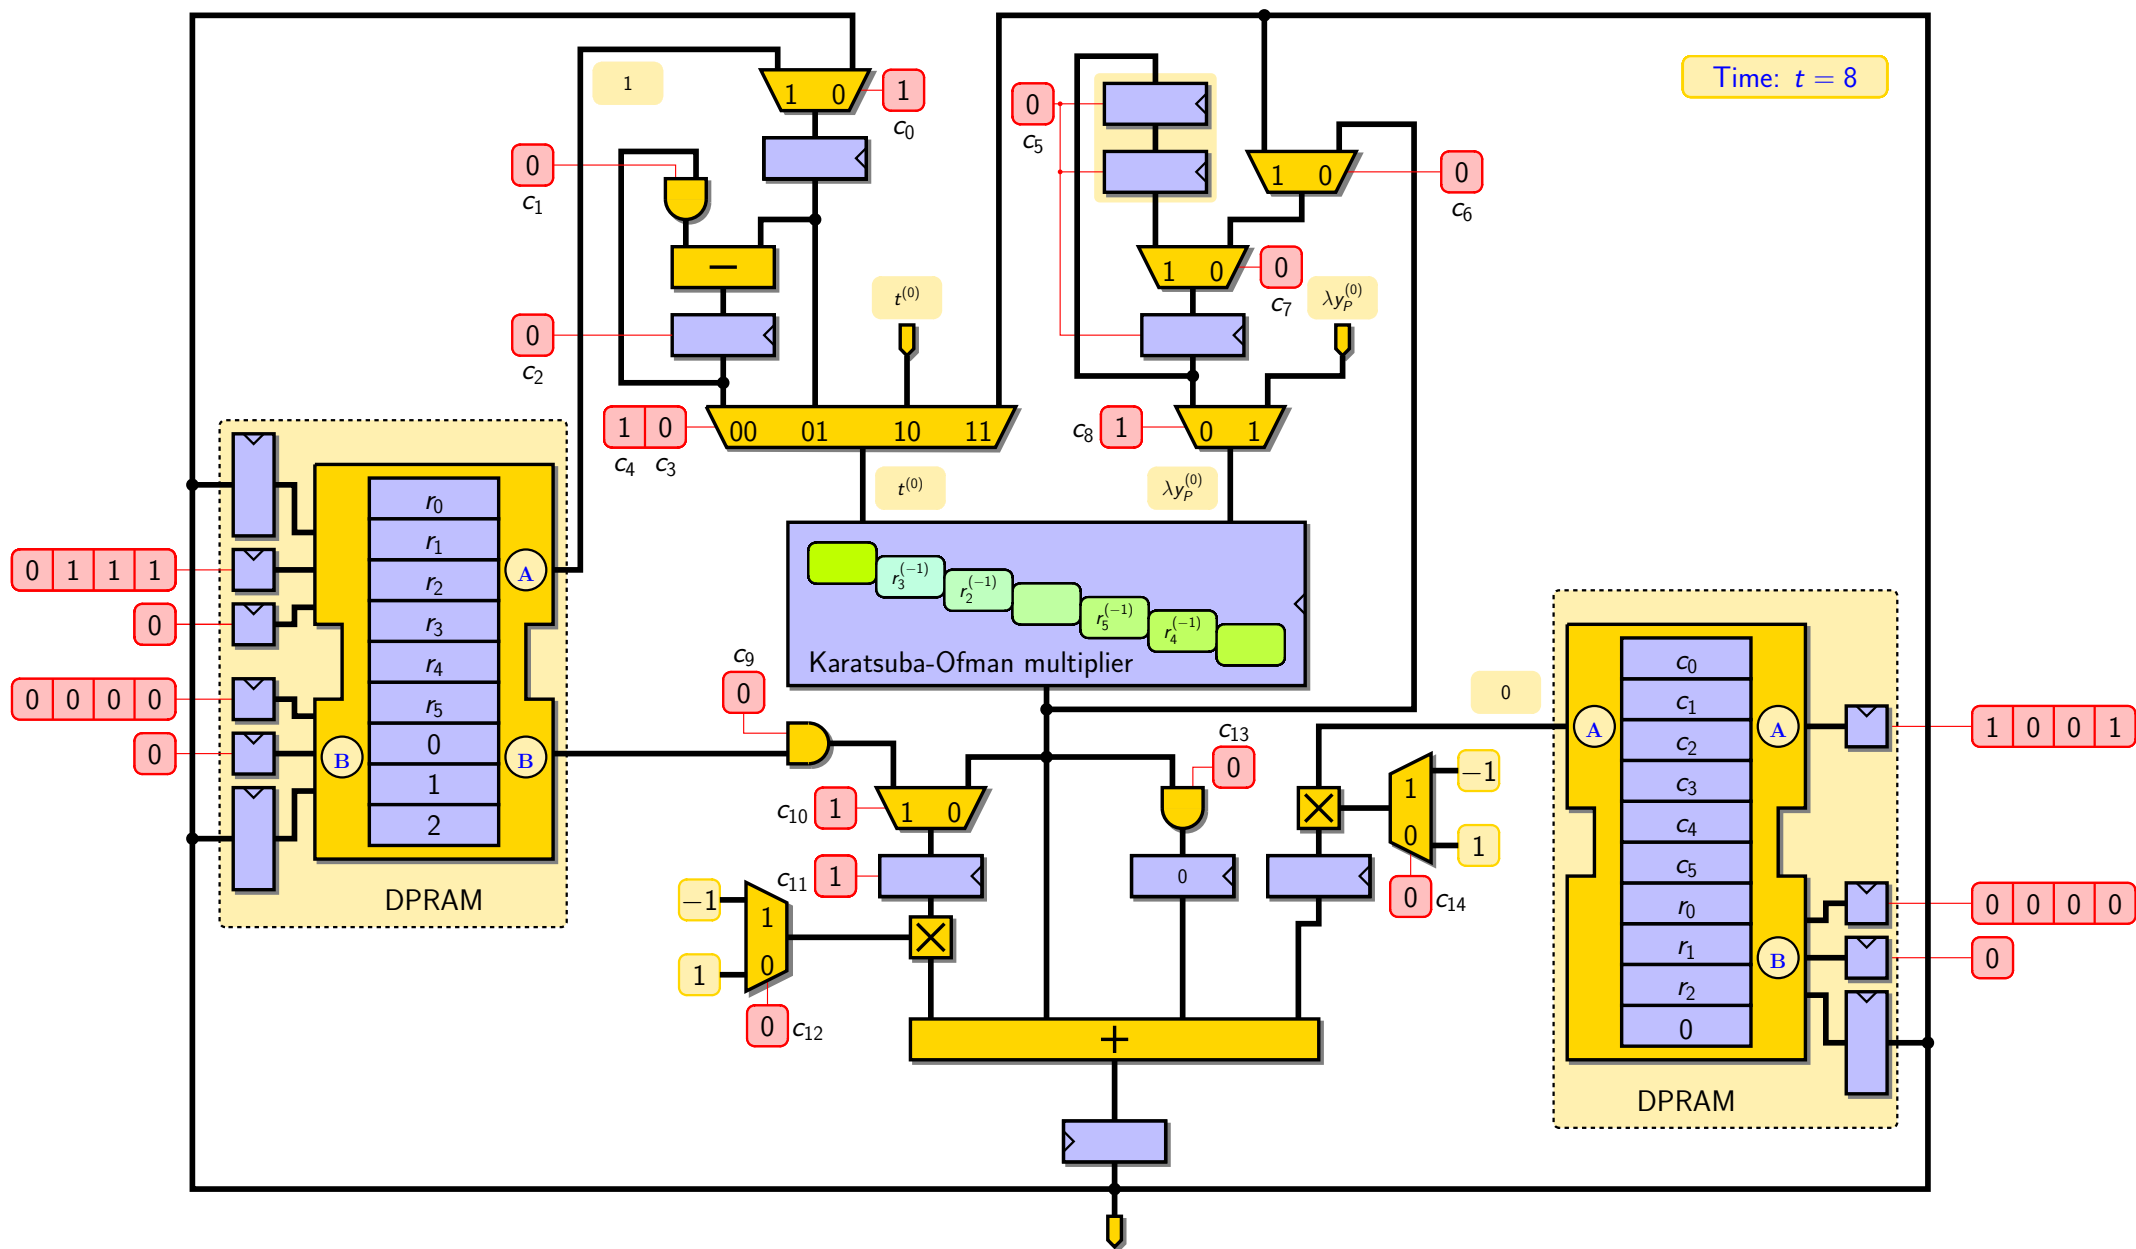 Time: t = 8
1
1 0
1
c0
0
c1
−
0
c2
t(0)
0
c5
1 0
0
c6
1 0
0
c7
λyP(0)
1 0
c4 c3
00 01 10 11
c8
1
0 1
t(0)
λyP(0)
r3(−1)
r2(−1)
r5(−1)
r4(−1)
Karatsuba-Ofman multiplier
0 1 1 1
0
0 0 0 0
0
r0
r1
r2
r3
r4
r5
0
1
2
A
B
B
DPRAM
c9
0
c10
1
1 0
c11
1
−1
1
1
0
0
c12
c13
0
0
0
1
0
−1
1
0
c14
+
A
A
B
c0
c1
c2
c3
c4
c5
r0
r1
r2
0
DPRAM
1 0 0 1
0 0 0 0
0